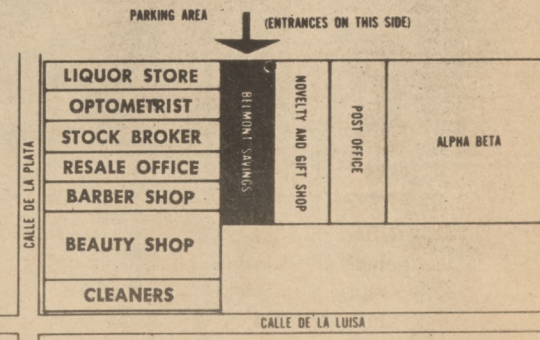 PARKING AREA
(ENTRANCES ON THIS SIDE)
LIQUOR STORE
OPTOMETRIST
STOCK BROKER
RESALE OFFICE
BARBER SHOP
BEAUTY SHOP
CLEANERS
BELMONT SAVINGS
NOVELTY AND GIFT SHOP
POST OFFICE
ALPHA BETA
CALLE DE LA PLATA
CALLE DE LA LUISA